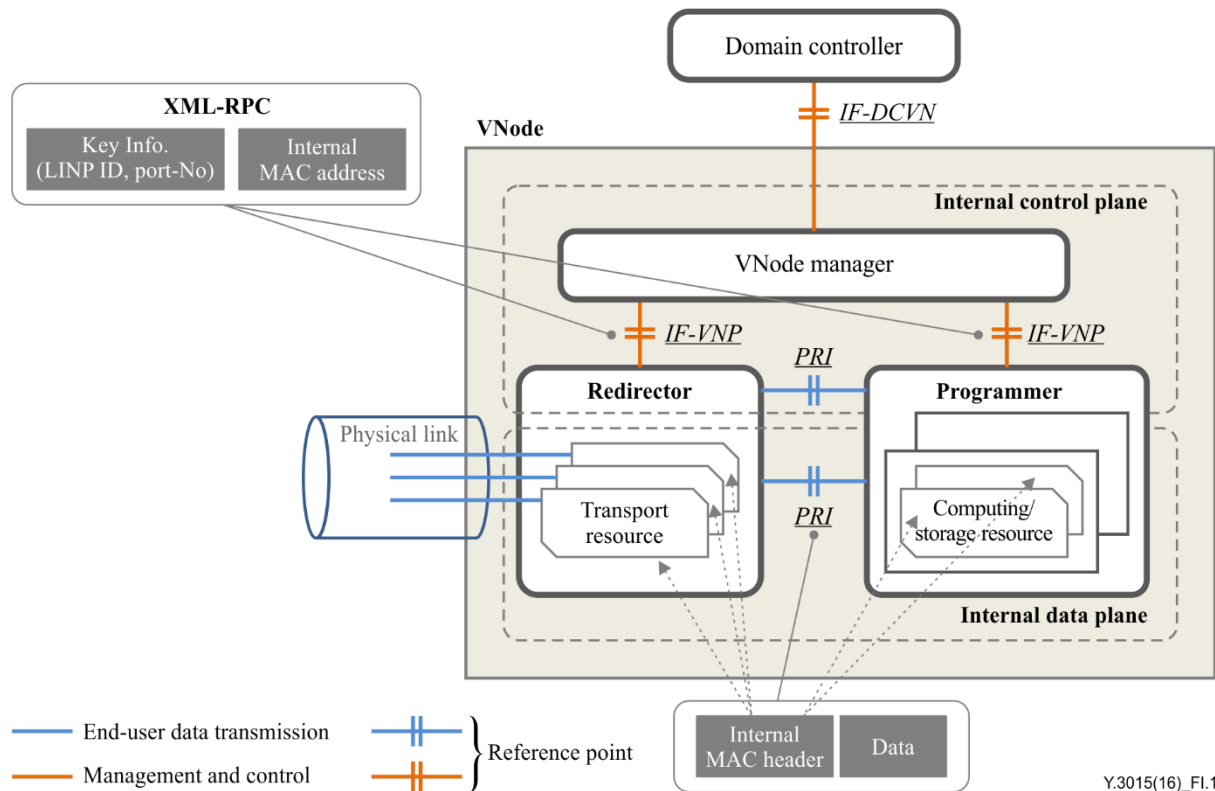 Domain controller
XML-RPC
Key Info.
(LINP ID, port-No)
Internal
MAC address
IF-DCVN
VNode
Internal control plane
VNode manager
IF-VNP
IF-VNP
PRI
Redirector
Programmer
Physical link
Transport
resource
PRI
Computing/
storage resource
Internal data plane
End-user data transmission
Management and control
Reference point
Internal
MAC header
Data
Y.3015(16)_FI.1